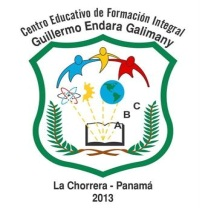 Centro Educativo de Formación Integral
Guillermo Endara Galimany
C
B
A
La Chorrera - Panamá
2013